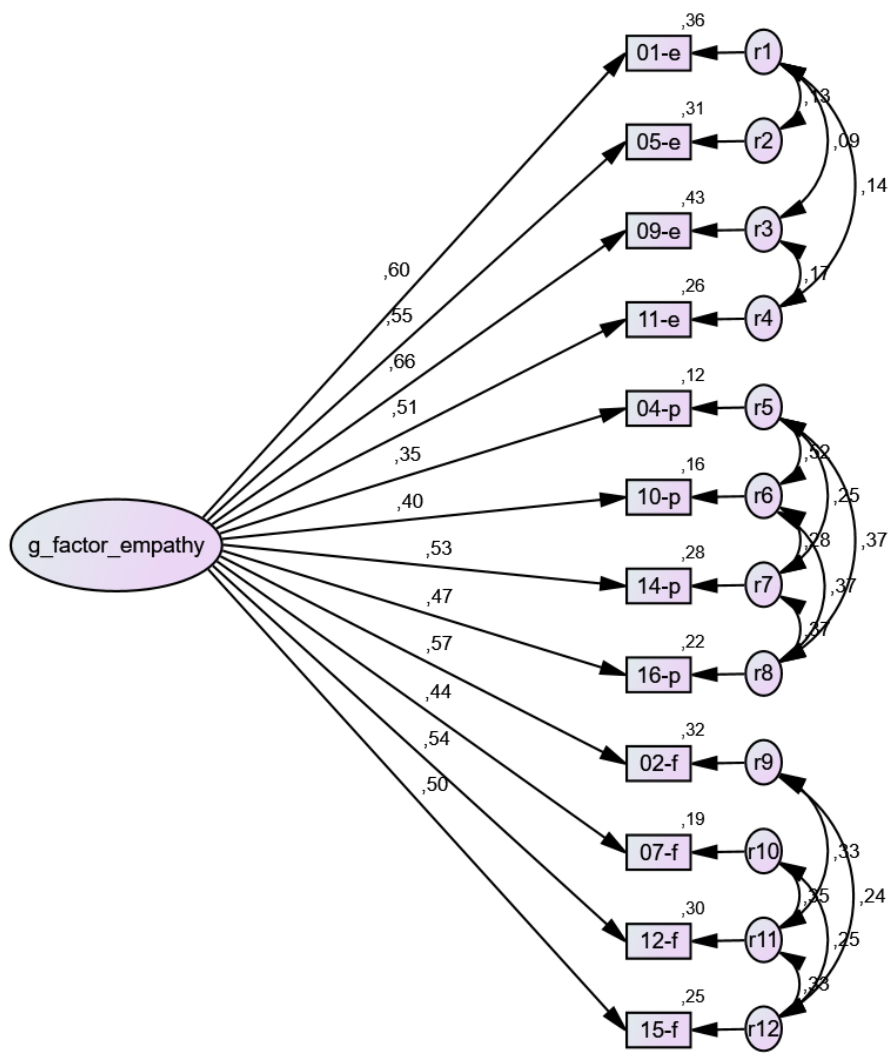 ,36
01-e
r1
,13
,31
05-e
r2
,09
,43
,14
09-e
r3
,60
,17
,55
,26
11-e
r4
,66
,51
,12
04-p
r5
,35
,52
,16
,40
10-p
r6
,25
g_factor_empathy
,28
,37
,53
,28
14-p
r7
,37
,47
,37
,22
16-p
r8
,57
,44
,32
02-f
r9
,54
,50
,19
07-f
r10
,33
,35
,24
,30
12-f
r11
,25
,33
,25
15-f
r12